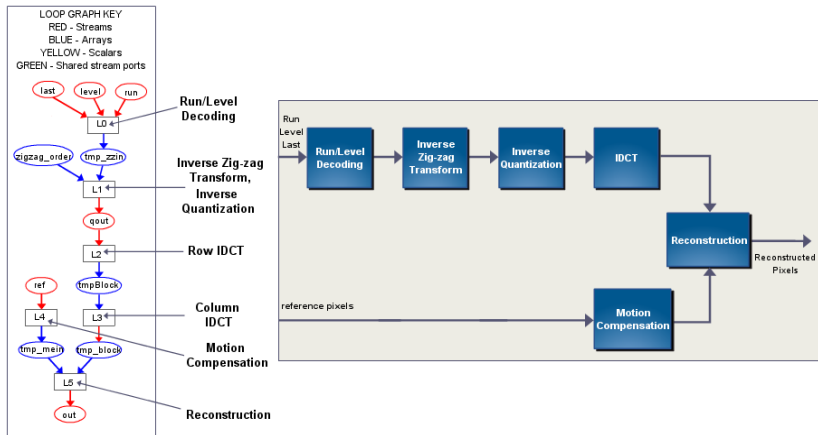 LOOP GRAPH KEY
RED - Streams
BLUE - Arrays
YELLOW - Scalars
GREEN - Shared stream ports
last
level
run
L0
zigzag_order
tmp_zzin
L1
qout
L2
ref
tmpBlock
L4
L3
tmp_mein
tmp_block
L5
out
Run/Level
Decoding
Inverse Zig-zag
Transform,
Inverse
Quantization
Row IDCT
Column
IDCT
Motion
Compensation
Reconstruction
Run
Level
Last
Run/Level
Decoding
Inverse
Zig-zag
Transform
Inverse
Quantization
IDCT
Reconstruction
Reconstructed
Pixels
reference pixels
Motion
Compensation